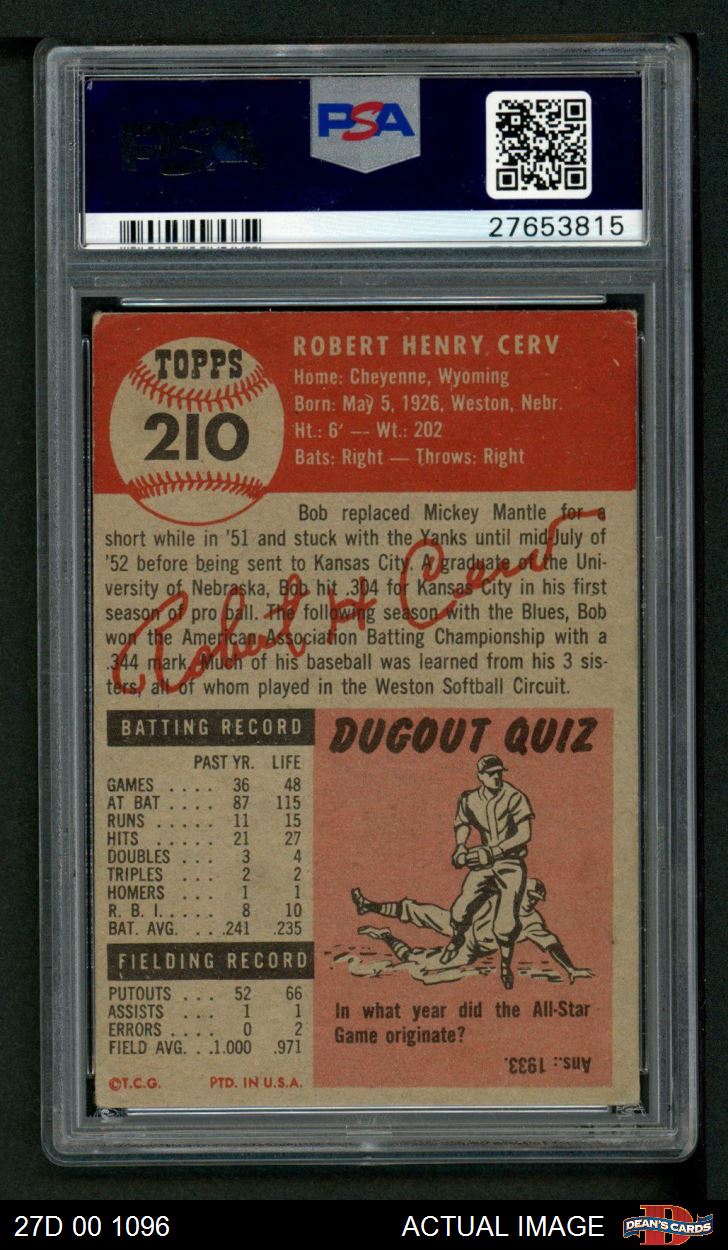 PSA
PSA
27653815
TOPPS
210
ROBERT HENRY CERV
Home: Cheyenne, Wyoming
Born: May 5, 1926, Weston, Nebr.
Ht.: 6' — Wt.: 202
Bats: Right — Throws: Right
Bob replaced Mickey Mantle for a
short while in '51 and stuck with the Yanks until mid-July of
'52 before being sent to Kansas City. A graduate of the Uni-
versity of Nebraska, Bob hit .304 for Kansas City in his first
season of pro ball. The following season with the Blues, Bob
won the American Association Batting Championship with a
.344 mark. Much of his baseball was learned from his 3 sis-
ters, all of whom played in the Weston Softball Circuit.
Robert H Cerv
BATTING RECORD
PAST YR. LIFE
GAMES .... 36 48
AT BAT .... 87 115
RUNS ..... 11 15
HITS ..... 21 27
DOUBLES ... 3 4
TRIPLES ... 2 2
HOMERS ... 1 1
R. B. I. .... 8 10
BAT. AVG. ...241 .235
FIELDING RECORD
PUTOUTS ... 52 66
ASSISTS ... 1 1
ERRORS .... 0 2
FIELD AVG. ..1.000 .971
©T.C.G. PTD. IN U.S.A.
DUGOUT QUIZ
In what year did the All-Star
Game originate?
Ans.: 1933.
27D 00 1096
ACTUAL IMAGE
D
DEAN'S CARDS